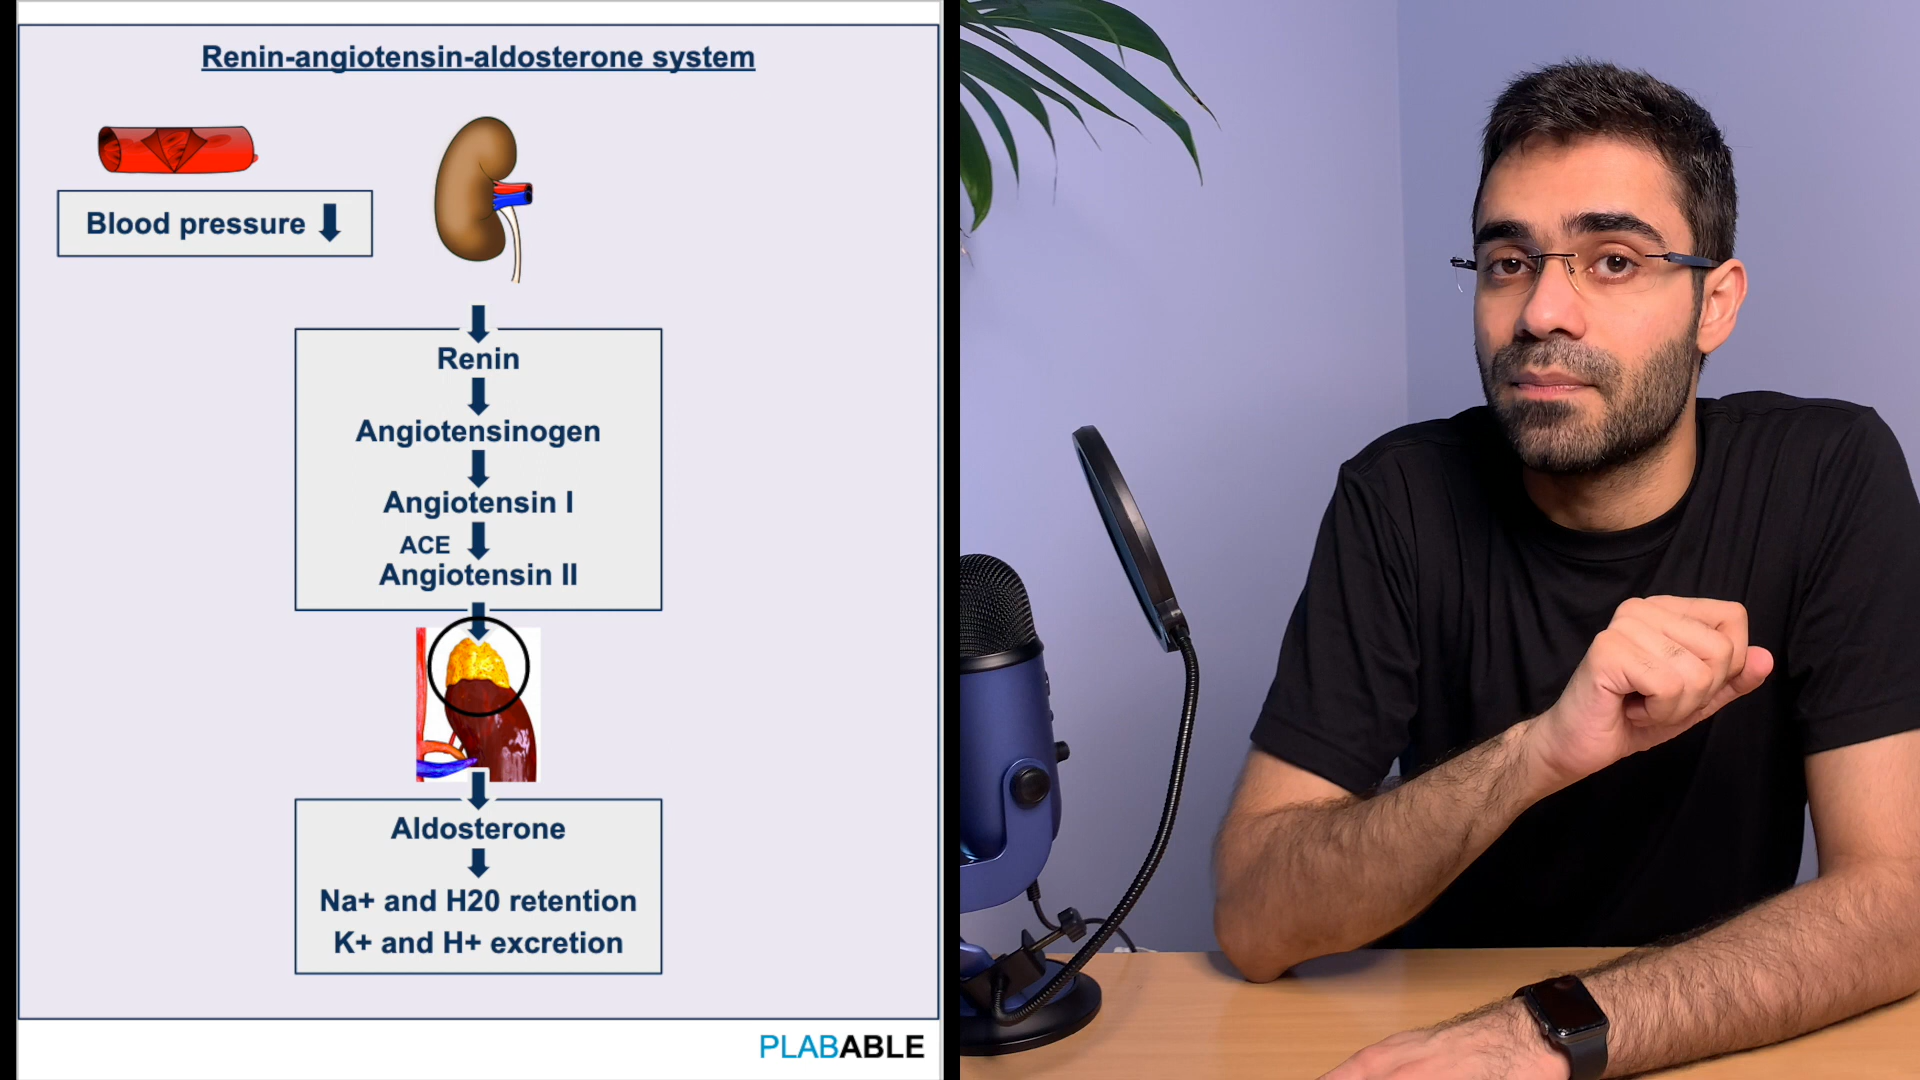 Renin-angiotensin-aldosterone system
Blood pressure
Renin
Angiotensinogen
Angiotensin I
ACE
Angiotensin II
Aldosterone
Na+ and H20 retention
K+ and H+ excretion
PLABABLE